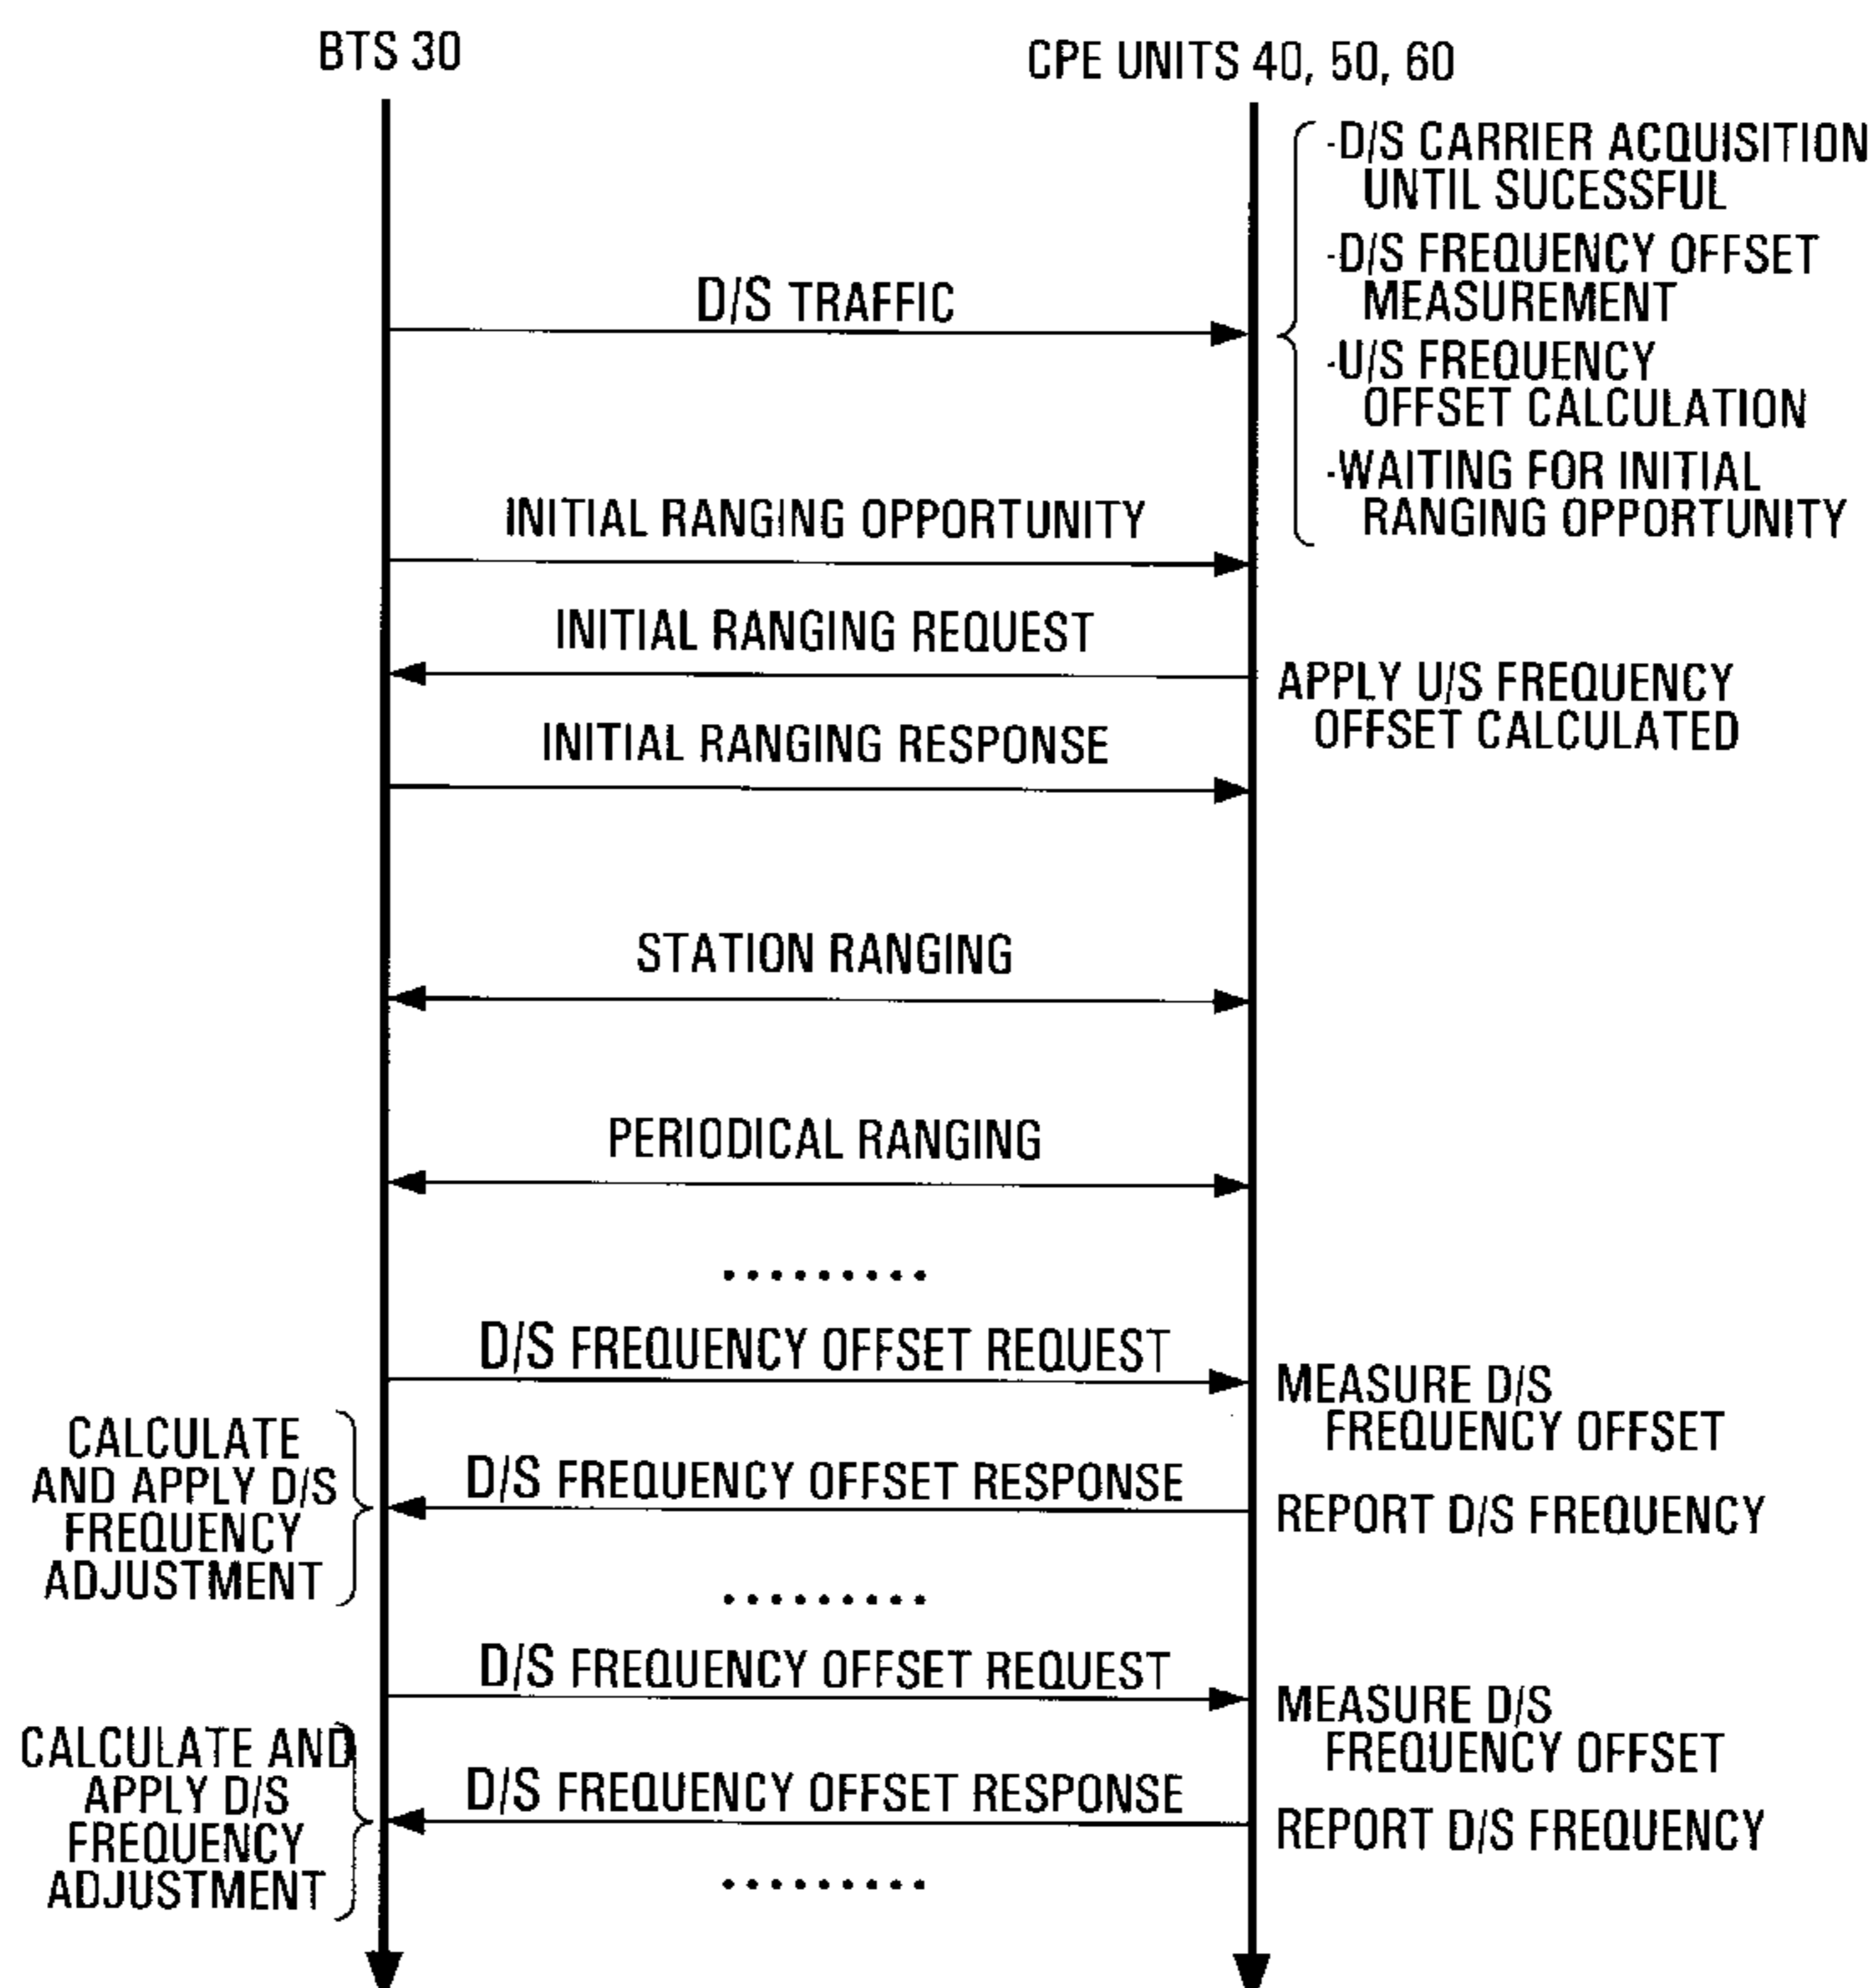 BTS 30
CPE UNITS 40, 50, 60
-D/S CARRIER ACQUISITION
UNTIL SUCESSFUL
-D/S FREQUENCY OFFSET
MEASUREMENT
D/S TRAFFIC
-U/S FREQUENCY
OFFSET CALCULATION
-WAITING FOR INITIAL
RANGING OPPORTUNITY
INITIAL RANGING OPPORTUNITY
INITIAL RANGING REQUEST
APPLY U/S FREQUENCY
OFFSET CALCULATED
INITIAL RANGING RESPONSE
STATION RANGING
PERIODICAL RANGING
.........
D/S FREQUENCY OFFSET REQUEST
MEASURE D/S
FREQUENCY OFFSET
CALCULATE
AND APPLY D/S
FREQUENCY
ADJUSTMENT
D/S FREQUENCY OFFSET RESPONSE
REPORT D/S FREQUENCY
.........
D/S FREQUENCY OFFSET REQUEST
MEASURE D/S
FREQUENCY OFFSET
CALCULATE AND
APPLY D/S
FREQUENCY
ADJUSTMENT
D/S FREQUENCY OFFSET RESPONSE
REPORT D/S FREQUENCY
.........